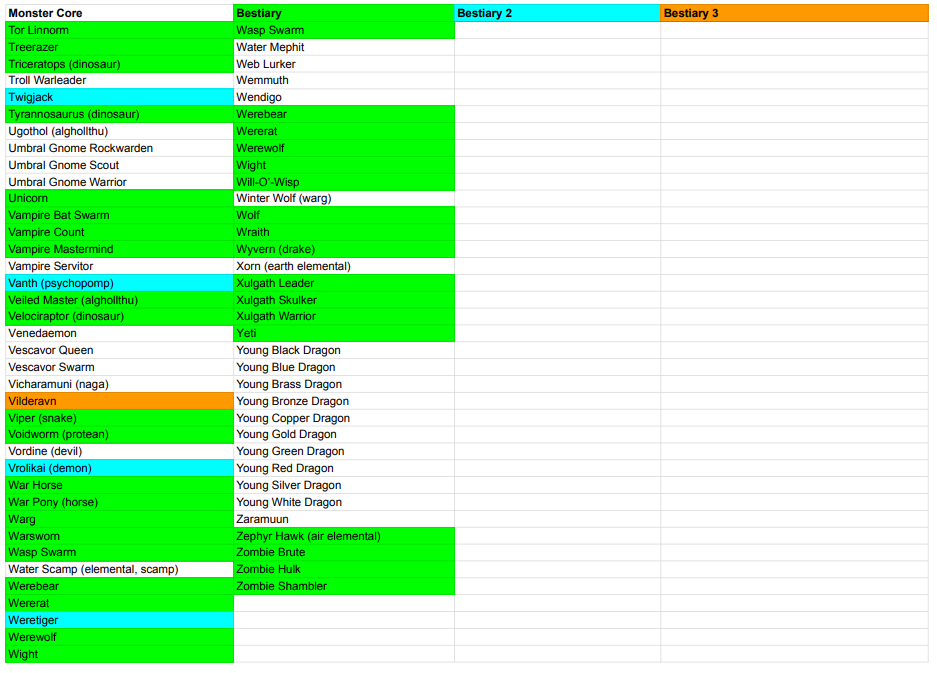 Monster Core Bestiary Bestiary 2 Bestiary 3
Tor Linnorm Wasp Swarm
Treerazer Water Mephit
Triceratops (dinosaur) Web Lurker
Troll Warleader Wemmuth
Twigjack Wendigo
Tyrannosaurus (dinosaur) Werebear
Ugothol (alghollthu) Wererat
Umbral Gnome Rockwarden Werewolf
Umbral Gnome Scout Wight
Umbral Gnome Warrior Will-O'-Wisp
Unicorn Winter Wolf (warg)
Vampire Bat Swarm Wolf
Vampire Count Wraith
Vampire Mastermind Wyvern (drake)
Vampire Servitor Xorn (earth elemental)
Vanth (psychopomp) Xulgath Leader
Veiled Master (alghollthu) Xulgath Skulker
Velociraptor (dinosaur) Xulgath Warrior
Venedaemon Yeti
Vescavor Queen Young Black Dragon
Vescavor Swarm Young Blue Dragon
Vicharamuni (naga) Young Brass Dragon
Vilderavn Young Bronze Dragon
Viper (snake) Young Copper Dragon
Voidworm (protean) Young Gold Dragon
Vordine (devil) Young Green Dragon
Vrolikai (demon) Young Red Dragon
War Horse Young Silver Dragon
War Pony (horse) Young White Dragon
Warg Zaramuun
Warsworn Zephyr Hawk (air elemental)
Wasp Swarm Zombie Brute
Water Scamp (elemental, scamp) Zombie Hulk
Werebear Zombie Shambler
Wererat
Weretiger
Werewolf
Wight